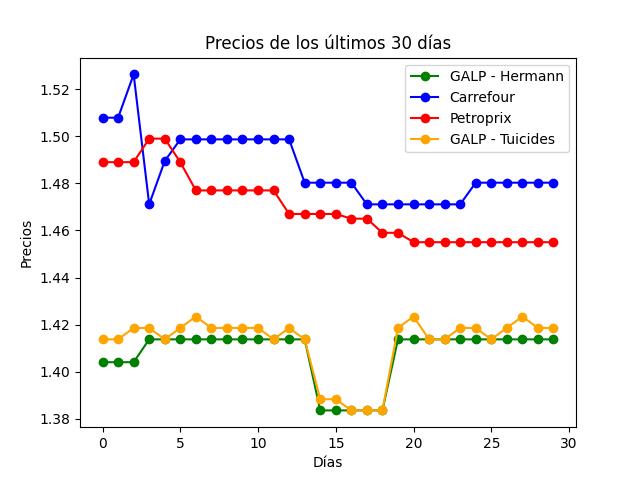 Precios de los últimos 30 días
GALP - Hermann
Carrefour
Petroprix
GALP - Tuicides
1.52
1.50
1.48
1.46
1.44
1.42
1.40
1.38
Precios
0 5 10 15 20 25 30
Días